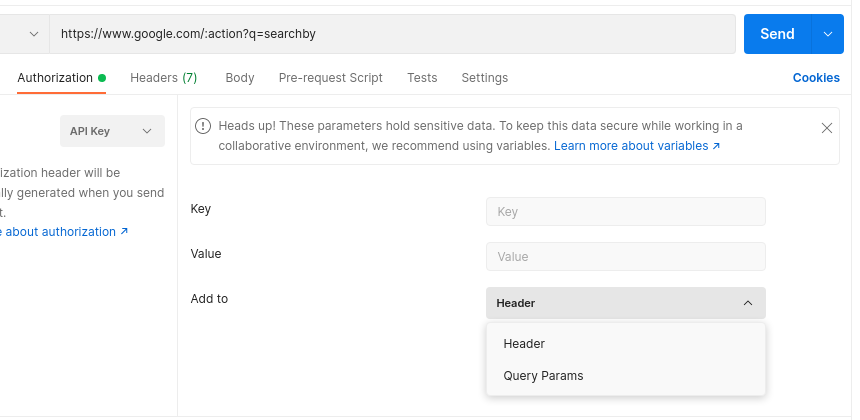 https://www.google.com/:action?q=searchby
Send
Authorization Headers (7) Body Pre-request Script Tests Settings Cookies
API Key
ization header will be
lly generated when you send
t.
e about authorization ↗
Heads up! These parameters hold sensitive data. To keep this data secure while working in a
collaborative environment, we recommend using variables. Learn more about variables ↗
Key Key
Value Value
Add to Header
Header
Query Params